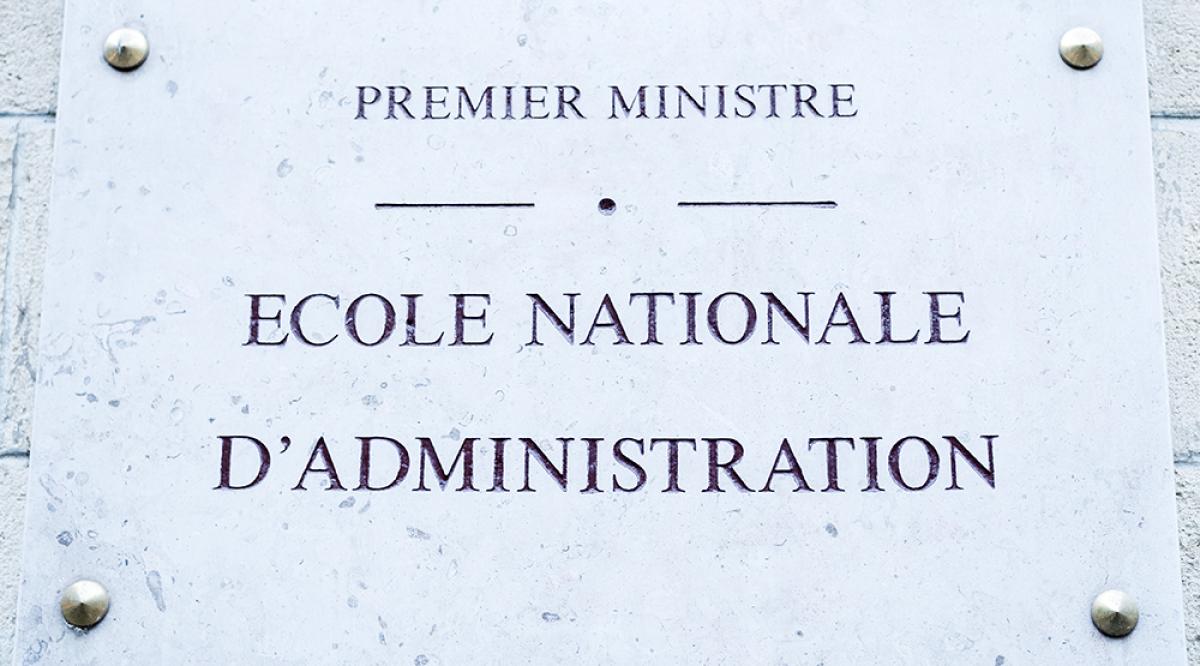 PREMIER MINISTRE
ECOLE NATIONALE
D'ADMINISTRATION